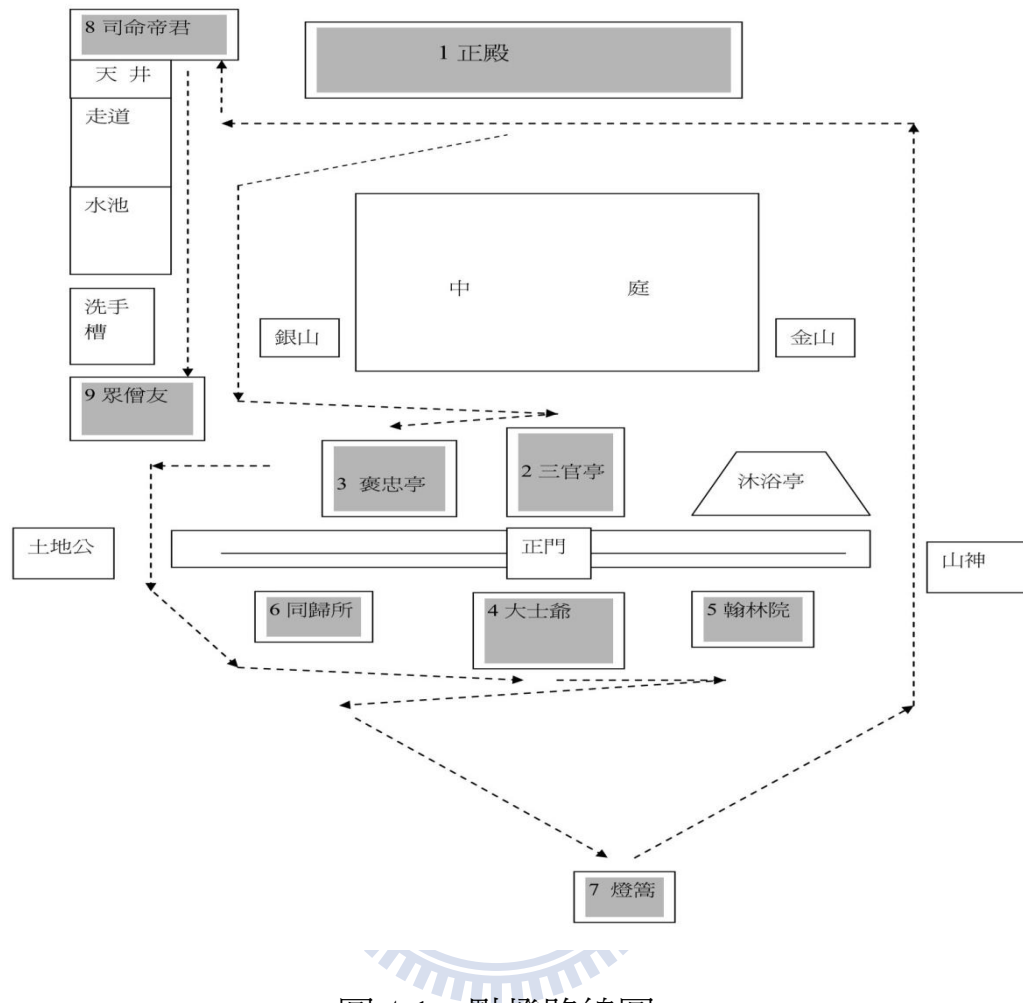 8 司命帝君
1 正殿
天 井
走道
水池
中 庭
洗手
槽
銀山
金山
9 眾僧友
3 褒忠亭
2 三官亭
沐浴亭
土地公
正門
山神
6 同歸所
4 大士爺
5 翰林院
7 燈篙